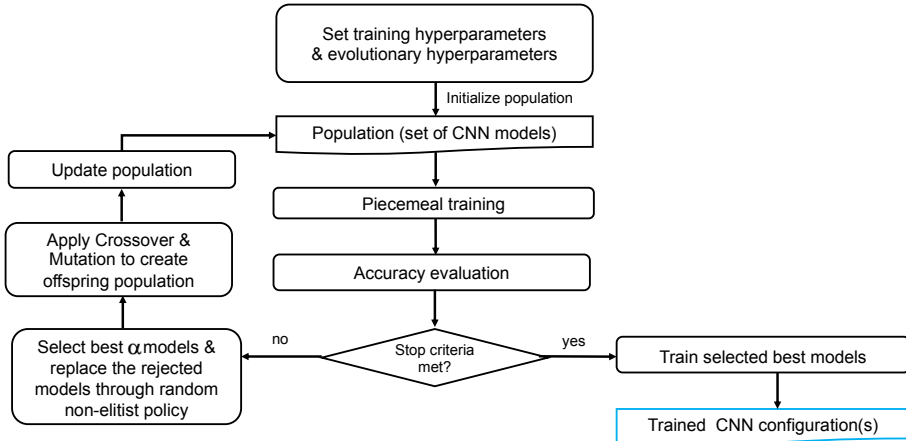 Set training hyperparameters
& evolutionary hyperparameters
Initialize population
Population (set of CNN models)
Update population
Piecemeal training
Apply Crossover &
Mutation to create
offspring population
Accuracy evaluation
no
Stop criteria
met?
yes
Select best α models &
replace the rejected
models through random
non-elitist policy
Train selected best models
Trained CNN configuration(s)